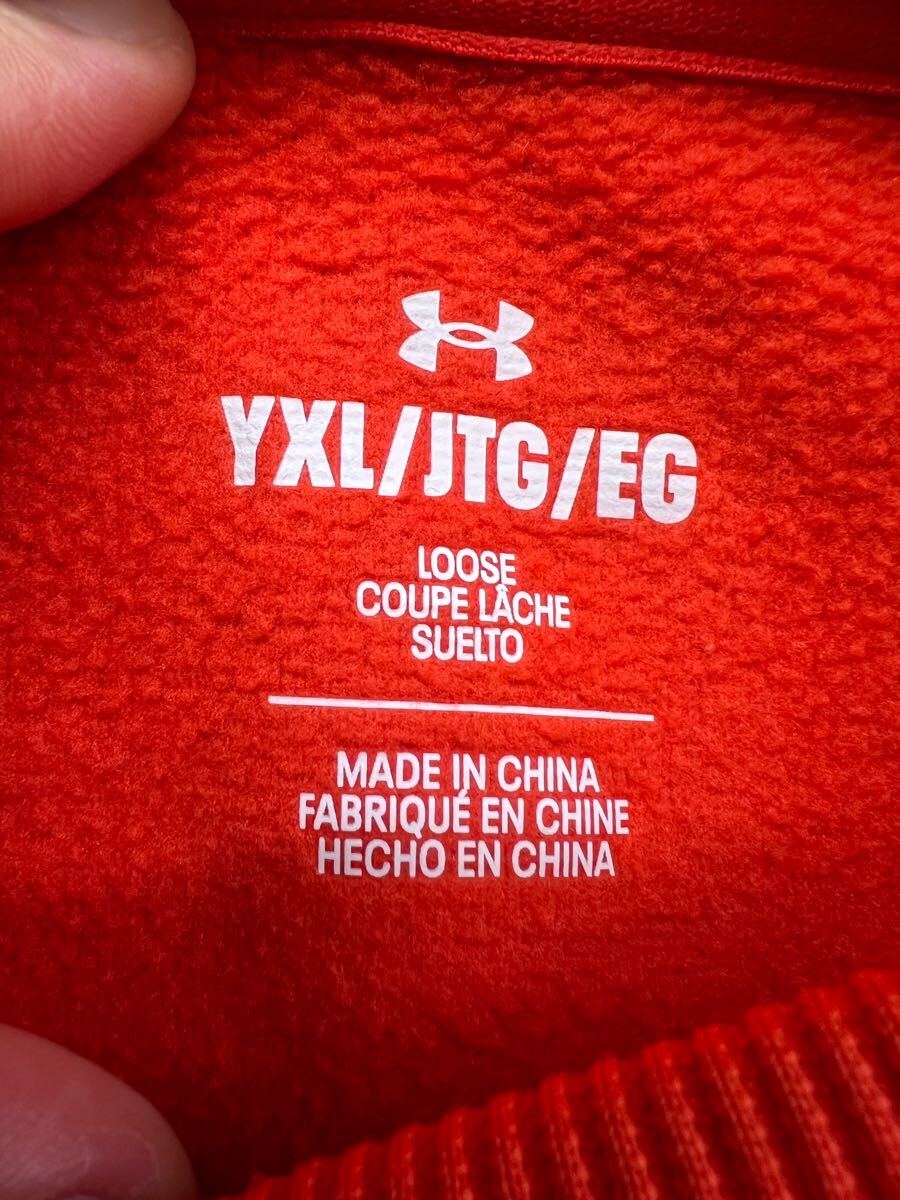 YXL/JTG/EG
LOOSE
COUPE LÂCHE
SUELTO
MADE IN CHINA
FABRIQUÉ EN CHINE
HECHO EN CHINA